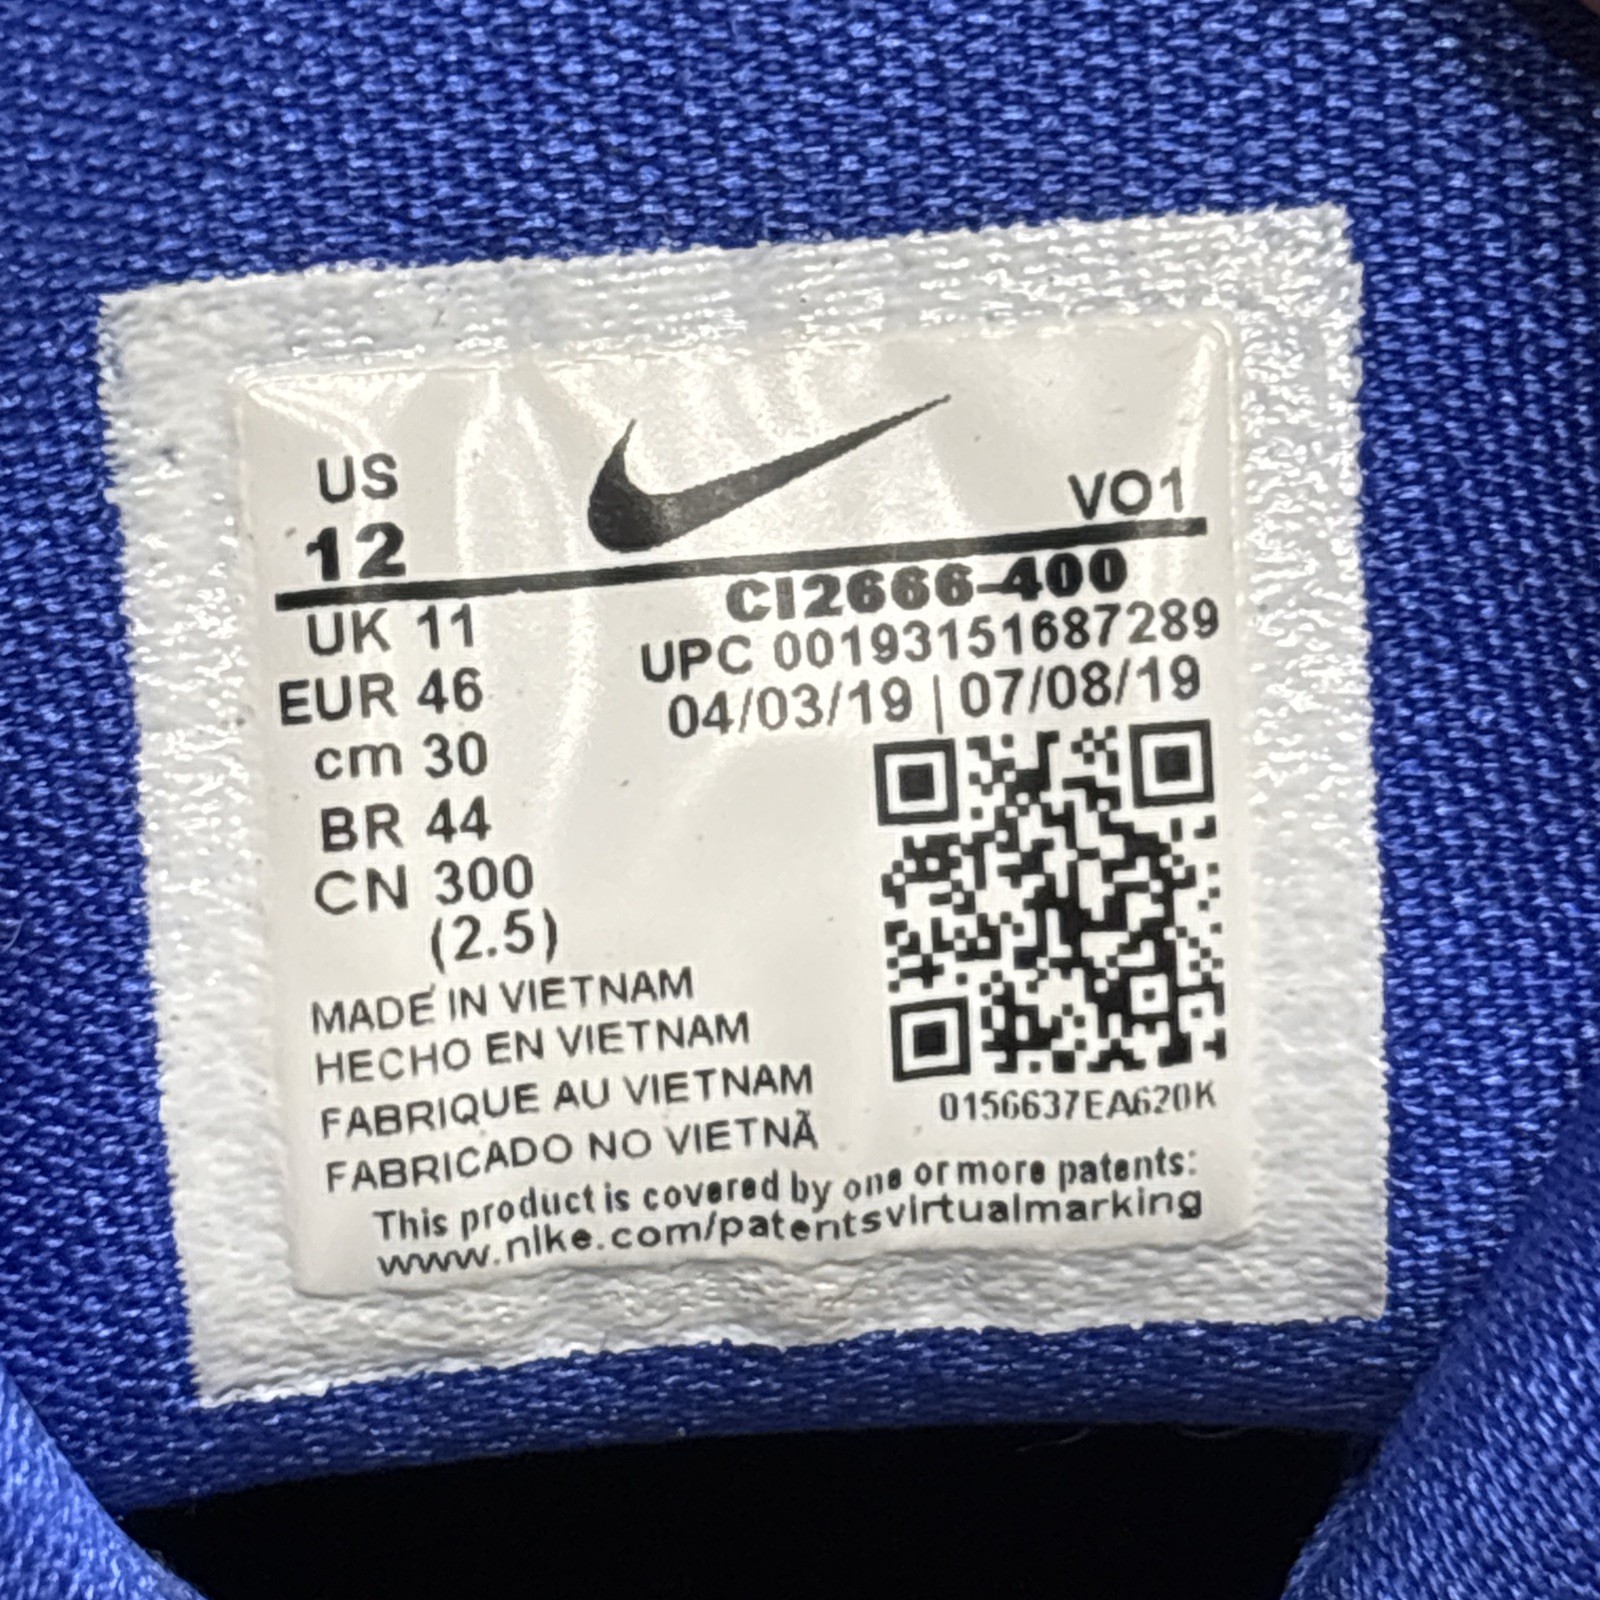 US
12
VO1
UK 11
EUR 46
cm 30
BR 44
CN 300
(2.5)
CI2666-400
UPC 00193151687289
04/03/19 | 07/08/19
0156637EA620K
MADE IN VIETNAM
HECHO EN VIETNAM
FABRIQUE AU VIETNAM
FABRICADO NO VIETNÃ
This product is covered by one or more patents:
www.nike.com/patentsvirtualmarking